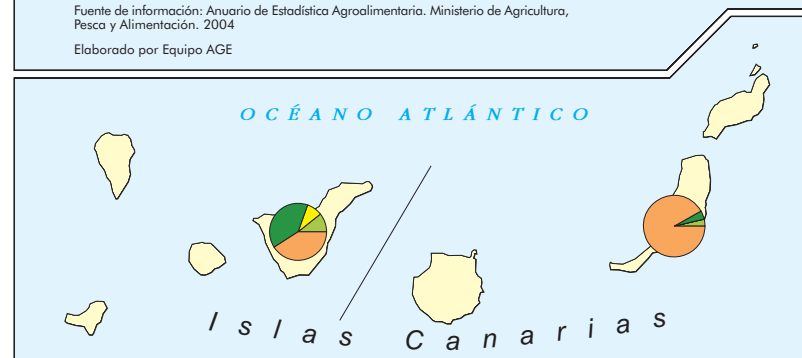 Fuente de información: Anuario de Estadística Agroalimentaria. Ministerio de Agricultura,
Pesca y Alimentación. 2004
Elaborado por Equipo AGE
OCÉANO ATLÁNTICO
Islas Canarias